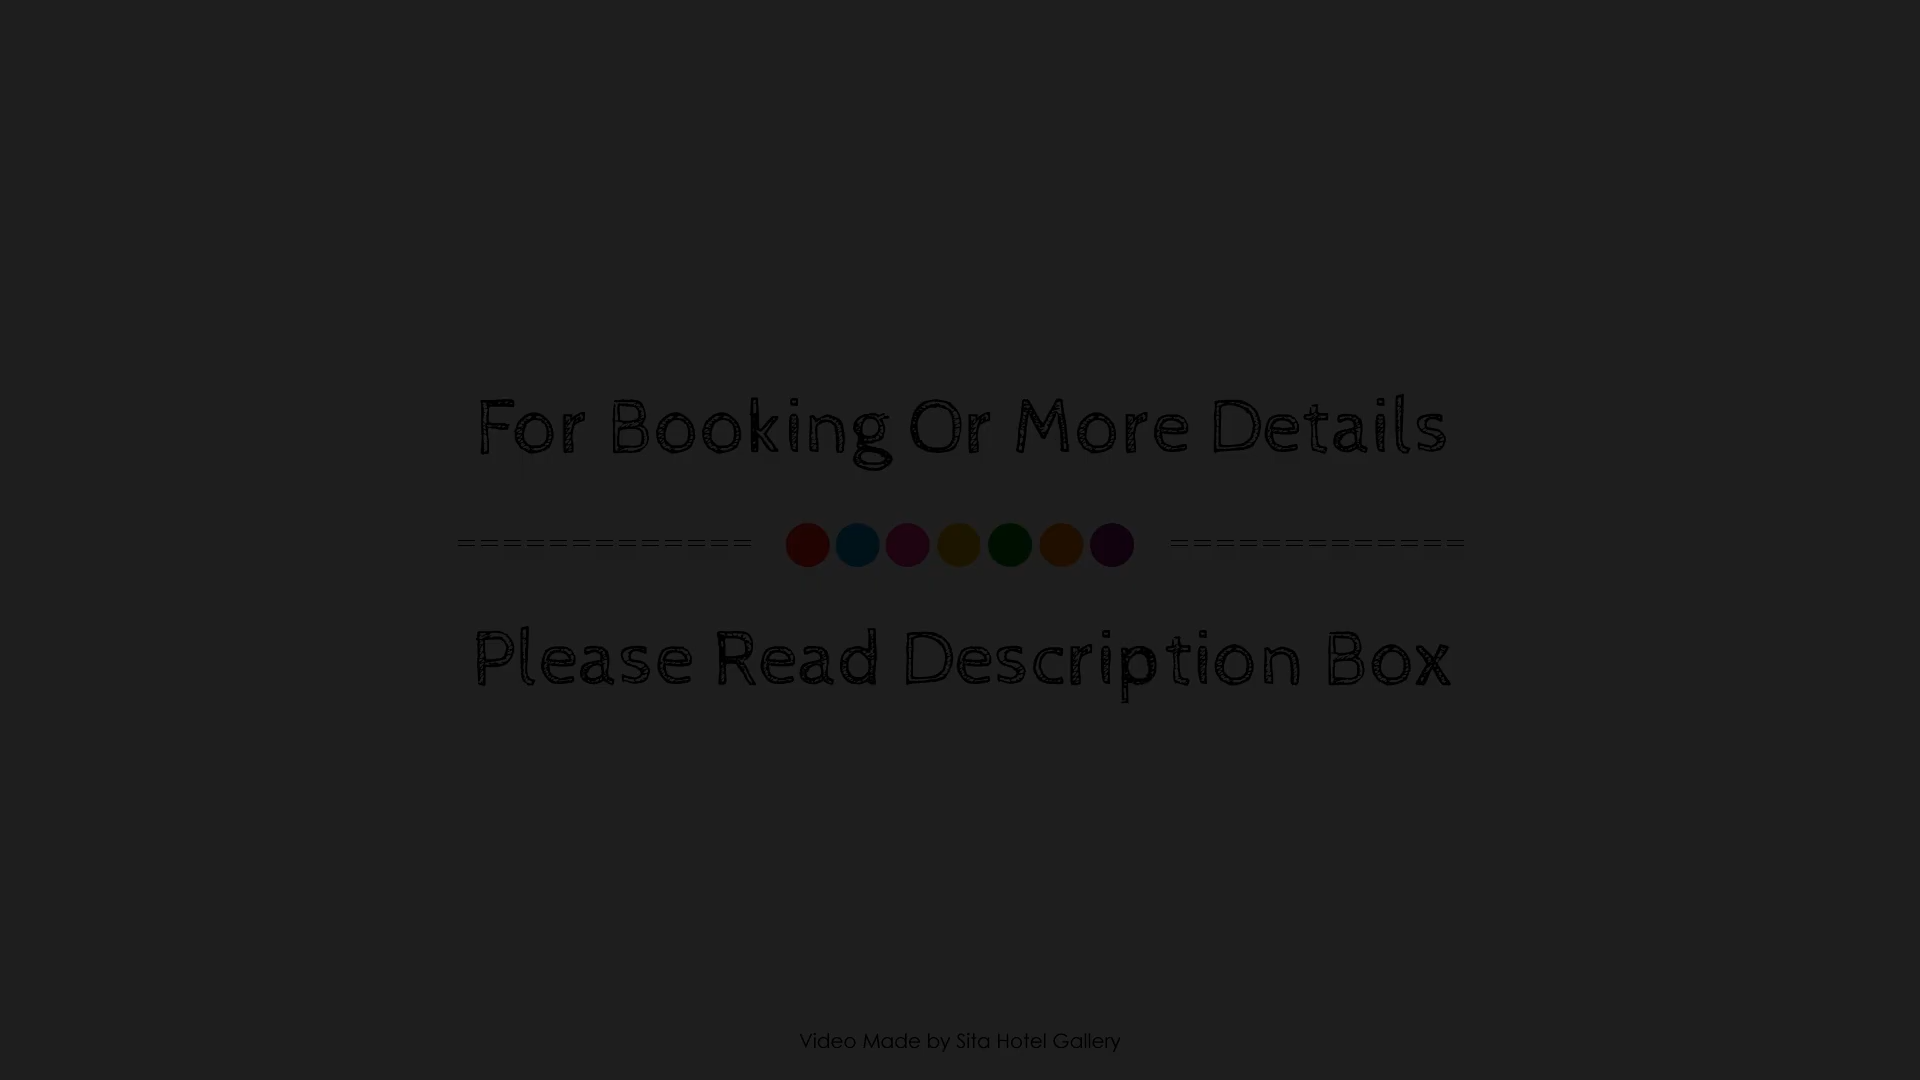 For Booking Or More Details
============= =============
Please Read Description Box
Video Made by Sita Hotel Gallery